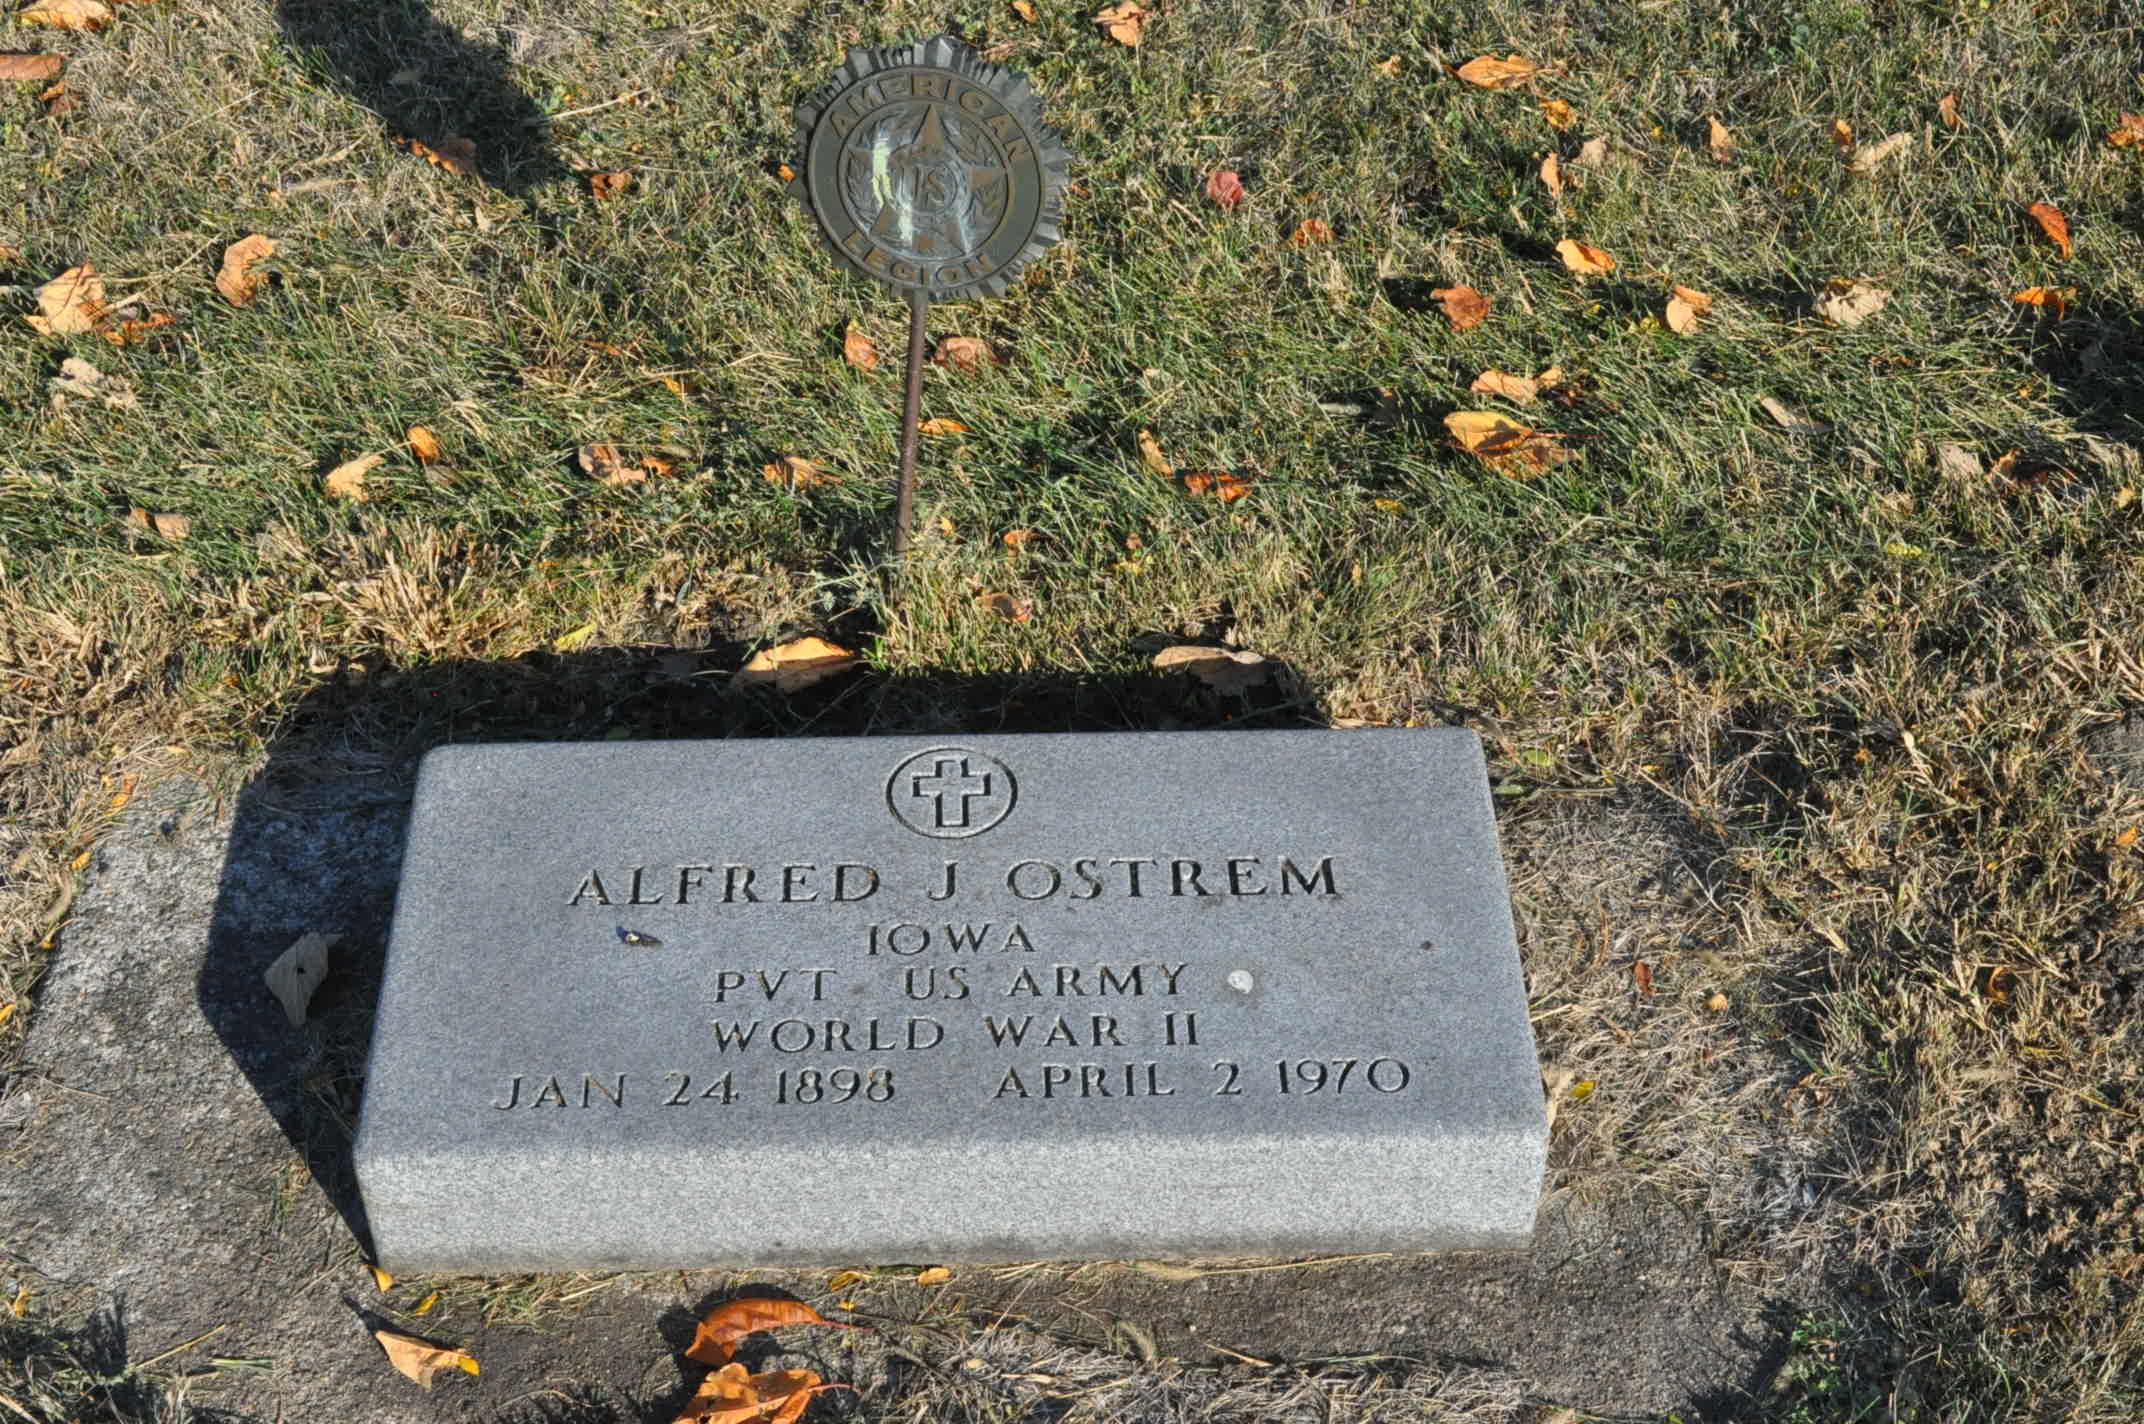 AMERICAN
US
LEGION
ALFRED J OSTREM
IOWA
PVT US ARMY
WORLD WAR II
JAN 24 1898 APRIL 2 1970